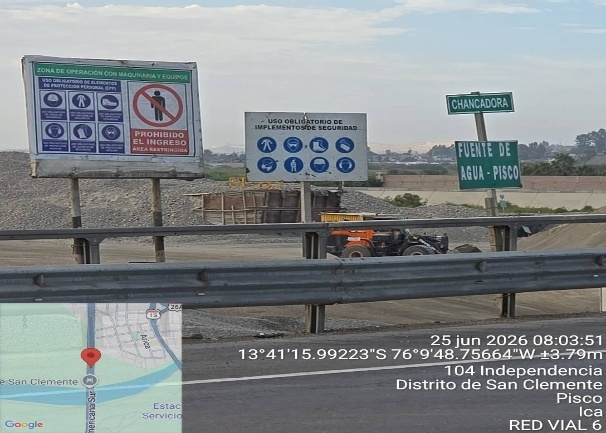 ZONA DE OPERACIÓN CON MAQUINARIA Y EQUIPOS
USO OBLIGATORIO DE ELEMENTOS
DE PROTECCIÓN PERSONAL (EPP)
PROHIBIDO
EL INGRESO
ÁREA RESTRINGIDA
USO OBLIGATORIO DE
IMPLEMENTOS DE SEGURIDAD
CHANCADORA
FUENTE DE
AGUA - PISCO
25 jun 2026 08:03:51
13°41'15.99223"S 76°9'48.75664"W ±3.79m
104 Independencia
Distrito de San Clemente
Pisco
Ica
RED VIAL 6
e San Clemente
mericana Sur
Estac
Servicio
Google